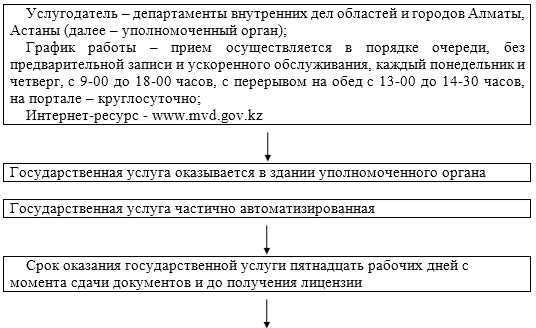 Услугодатель – департаменты внутренних дел областей и городов Алматы,
Астаны (далее – уполномоченный орган);
График работы – прием осуществляется в порядке очереди, без
предварительной записи и ускоренного обслуживания, каждый понедельник и
четверг, с 9-00 до 18-00 часов, с перерывом на обед с 13-00 до 14-30 часов,
на портале – круглосуточно;
Интернет-ресурс - www.mvd.gov.kz
Государственная услуга оказывается в здании уполномоченного органа
Государственная услуга частично автоматизированная
Срок оказания государственной услуги пятнадцать рабочих дней с
момента сдачи документов и до получения лицензии